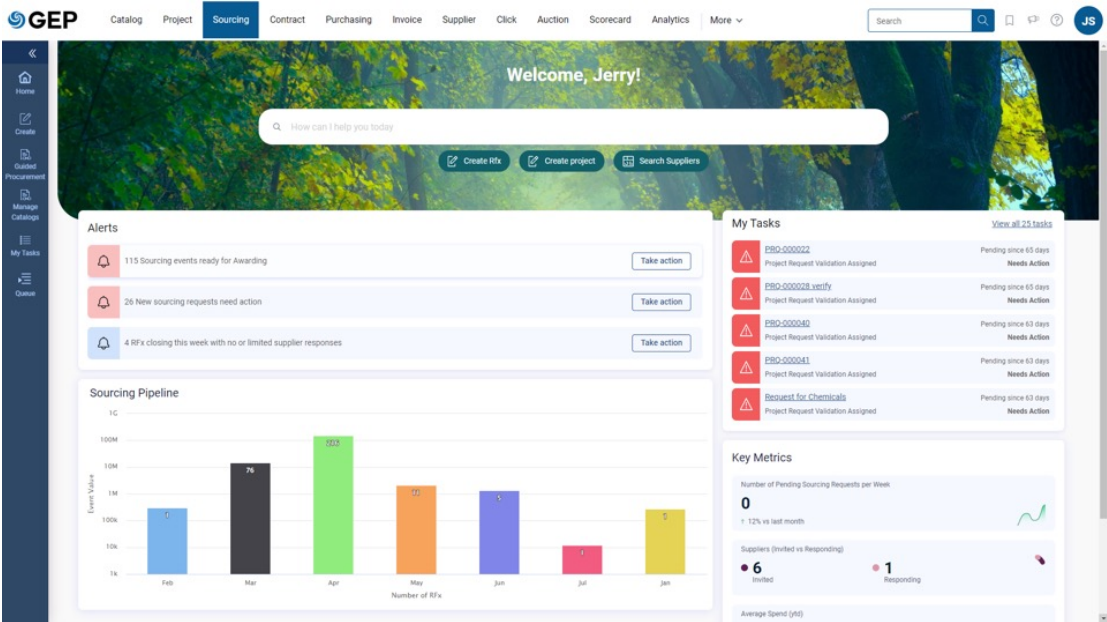 GEP
Catalog Project Sourcing Contract Purchasing Invoice Supplier Click Auction Scorecard Analytics More
Search
JS
Home
Create
Guided
Procurement
Manage
Catalogs
My Tasks
Queue
Welcome, Jerry!
How can I help you today
Create Rfx Create project Search Suppliers
Alerts
115 Sourcing events ready for Awarding Take action
26 New sourcing requests need action Take action
4 RFx closing this week with no or limited supplier responses Take action
My Tasks View all 25 tasks
PRQ-000022 Pending since 65 days
Project Request Validation Assigned Needs Action
PRQ-000028 verify Pending since 65 days
Project Request Validation Assigned Needs Action
PRQ-000040 Pending since 63 days
Project Request Validation Assigned Needs Action
PRQ-000041 Pending since 63 days
Project Request Validation Assigned Needs Action
Request for Chemicals Pending since 63 days
Project Request Validation Assigned Needs Action
Sourcing Pipeline
Event Value
1G
100M
10M
76
1M
100k
10k
1k
Feb Mar Apr May Jun Jul Jan
Number of RFx
Key Metrics
Number of Pending Sourcing Requests per Week
0
↑ 12% vs last month
Suppliers (Invited vs Responding)
6 1
Invited Responding
Average Spend (ytd)